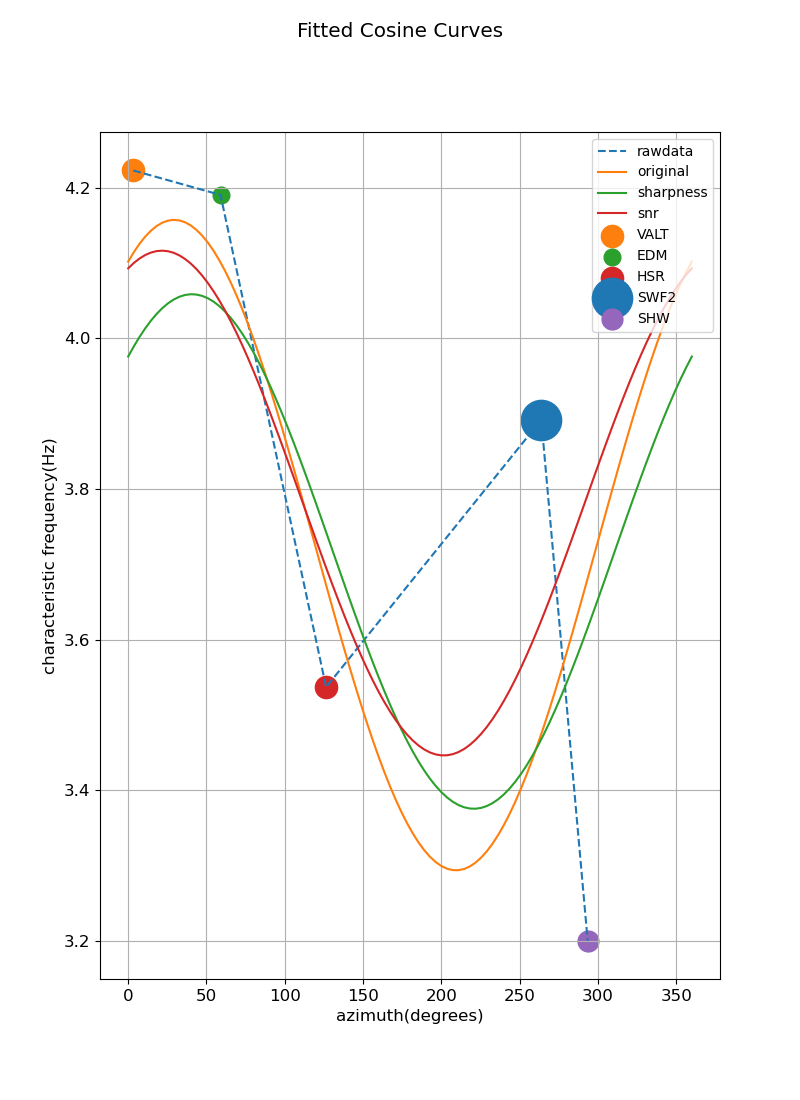 Fitted Cosine Curves
rawdata
original
sharpness
snr
VALT
EDM
HSR
SWF2
SHW
characteristic frequency(Hz)
4.2
4.0
3.8
3.6
3.4
3.2
0 50 100 150 200 250 300 350
azimuth(degrees)